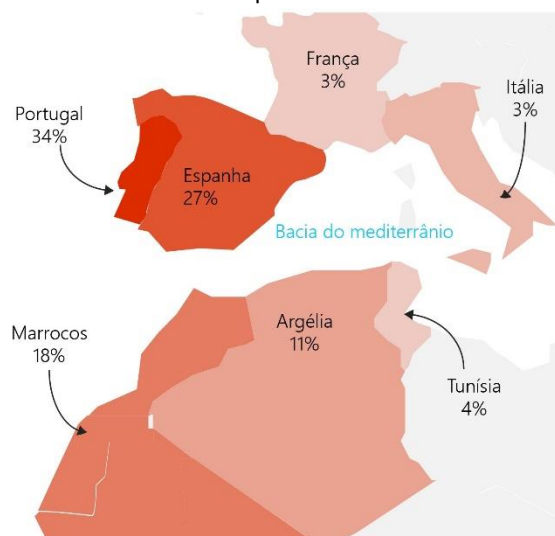 França
3%
Itália
3%
Portugal
34%
Espanha
27%
Bacia do mediterrânio
Marrocos
18%
Argélia
11%
Tunísia
4%